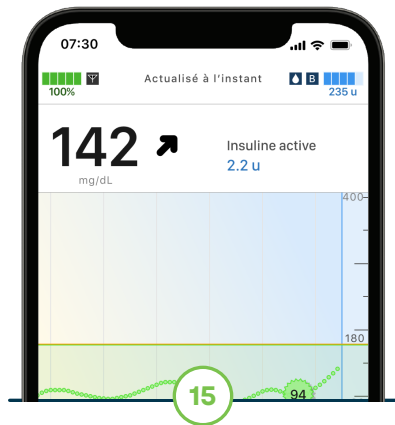 07:30
Actualisé à l'instant
B
100%
235 u
142
mg/dL
Insuline active
2.2 u
400
180
94
15